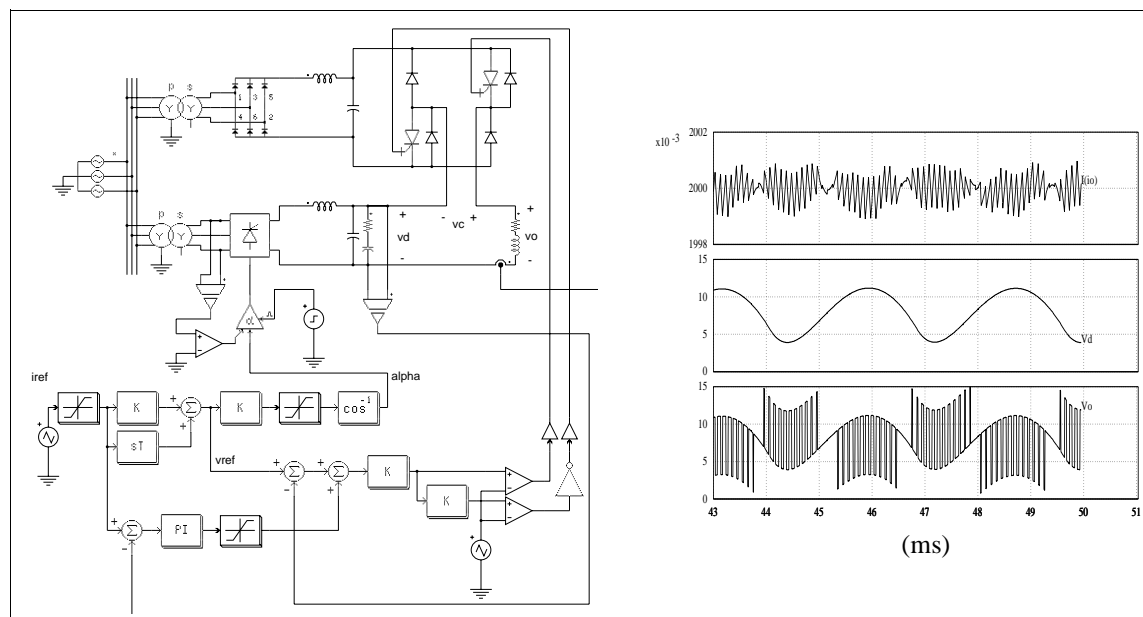 p s
1 3 5
4 6 2
p s
+ vd -
- vc +
+ vo -
α
iref
alpha
K
Σ
K
cos -1
sT
vref
Σ
Σ
K
K
Σ
PI
x10 -3
2002
2000
1998
I(io)
15
10
5
0
Vd
15
10
5
0
Vo
43 44 45 46 47 48 49 50 51
(ms)